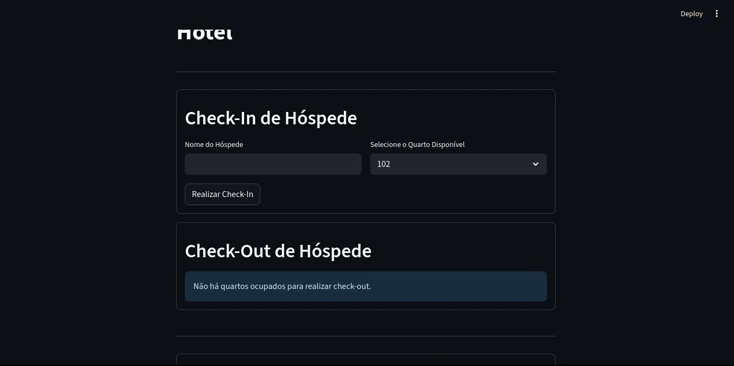 Deploy
Hotel
Check-In de Hóspede
Nome do Hóspede
Selecione o Quarto Disponível
102
Realizar Check-In
Check-Out de Hóspede
Não há quartos ocupados para realizar check-out.